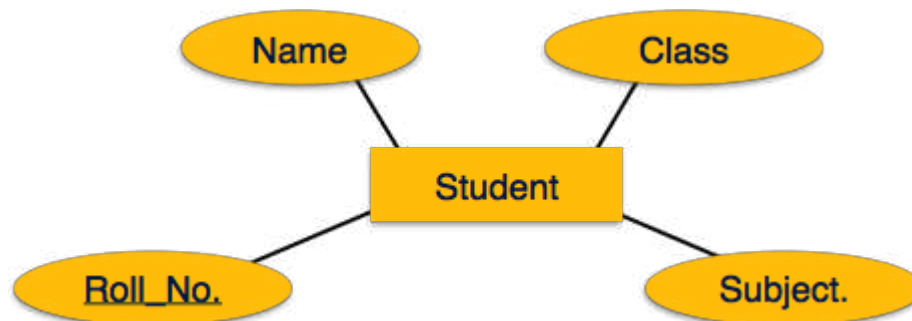 Name
Class
Student
Roll_No.
Subject.